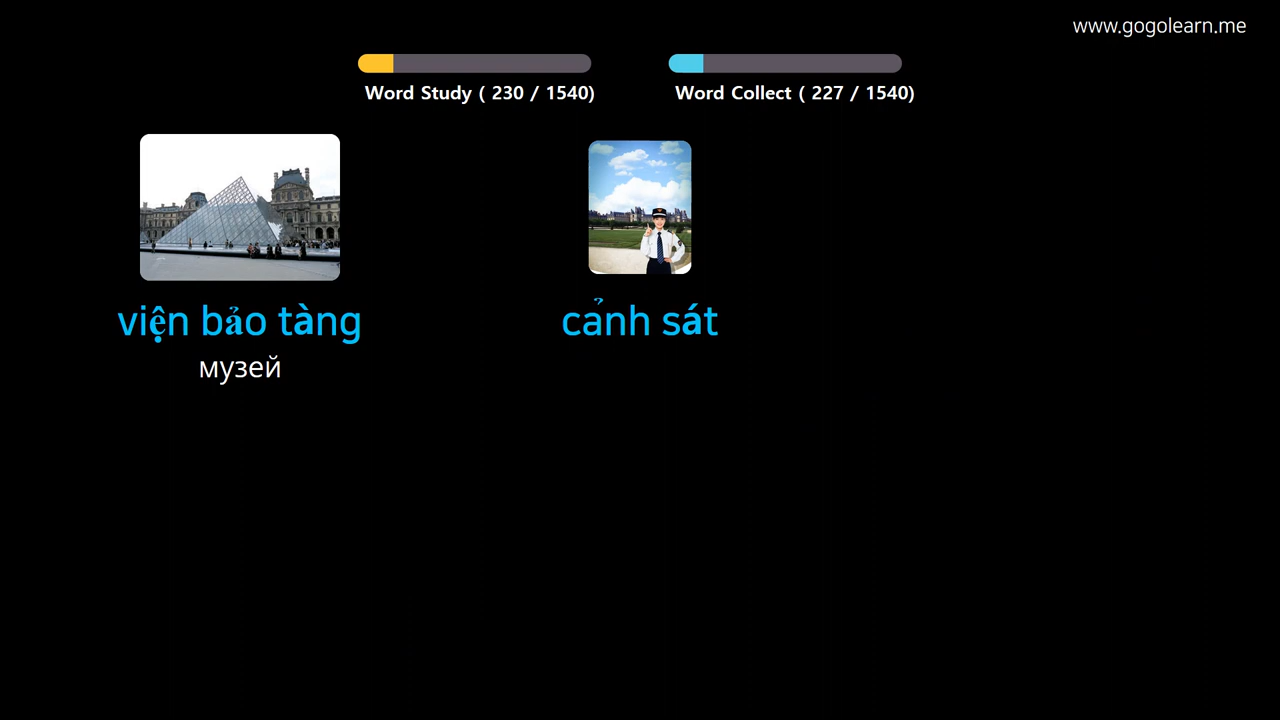 www.gogolearn.me
Word Study ( 230 / 1540)
Word Collect ( 227 / 1540)
viện bảo tàng
музей
cảnh sát